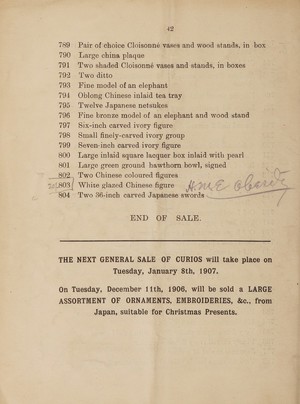 42
789 Pair of choice Cloisonné vases and wood stands, in box
790 Large china plaque
791 Two shaded Cloisonné vases and stands, in boxes
792 Two ditto
793 Fine model of an elephant
794 Oblong Chinese inlaid tea tray
795 Twelve Japanese netsukes
796 Fine bronze model of an elephant and wood stand
797 Six-inch carved ivory figure
798 Small finely-carved ivory group
799 Seven-inch carved ivory figure
800 Large inlaid square lacquer box inlaid with pearl
801 Large green ground hawthorn bowl, signed
802 Two Chinese coloured figures
803 White glazed Chinese figure
804 Two 36-inch carved Japanese swords
END OF SALE.
THE NEXT GENERAL SALE OF CURIOS will take place on
Tuesday, January 8th, 1907.
On Tuesday, December 11th, 1906, will be sold a LARGE
ASSORTMENT OF ORNAMENTS, EMBROIDERIES, &c., from
Japan, suitable for Christmas Presents.